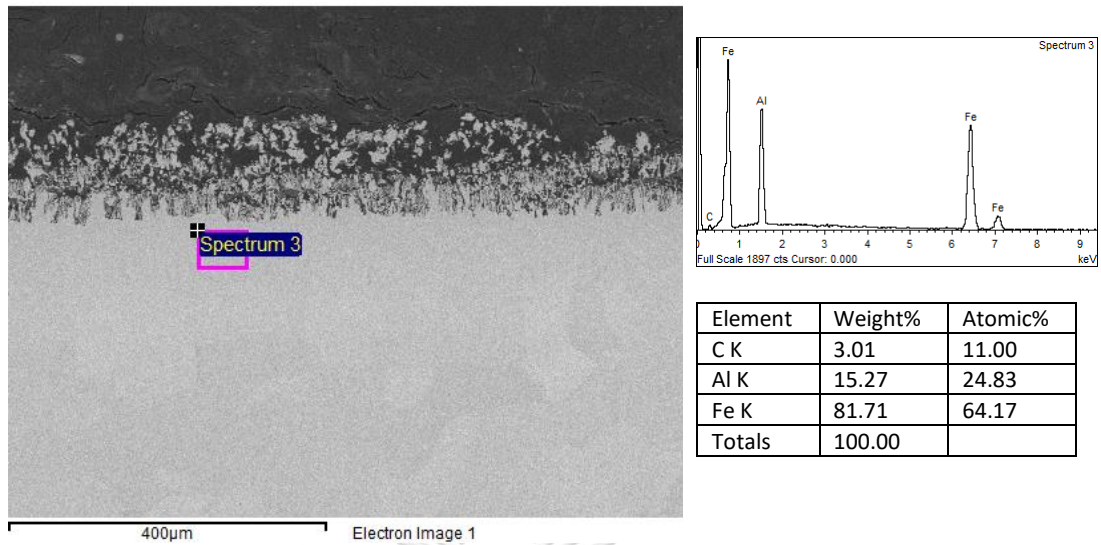 Spectrum 3
400µm
Electron Image 1
Spectrum 3
Fe
Al
Fe
C
Fe
0 1 2 3 4 5 6 7 8 9
Full Scale 1897 cts Cursor: 0.000
keV
Element Weight% Atomic%
C K 3.01 11.00
Al K 15.27 24.83
Fe K 81.71 64.17
Totals 100.00